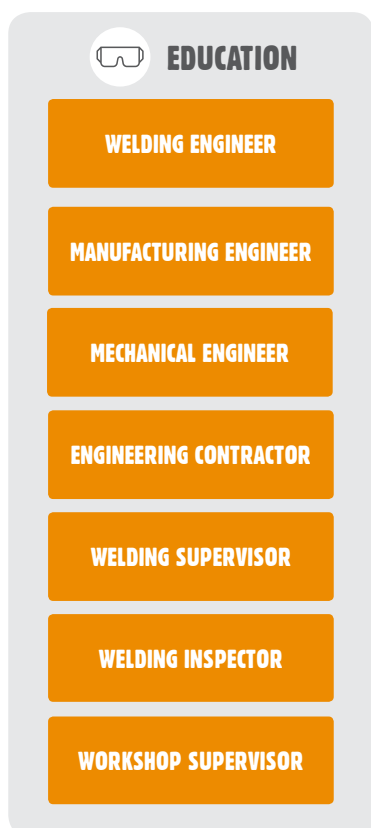 EDUCATION
WELDING ENGINEER
MANUFACTURING ENGINEER
MECHANICAL ENGINEER
ENGINEERING CONTRACTOR
WELDING SUPERVISOR
WELDING INSPECTOR
WORKSHOP SUPERVISOR